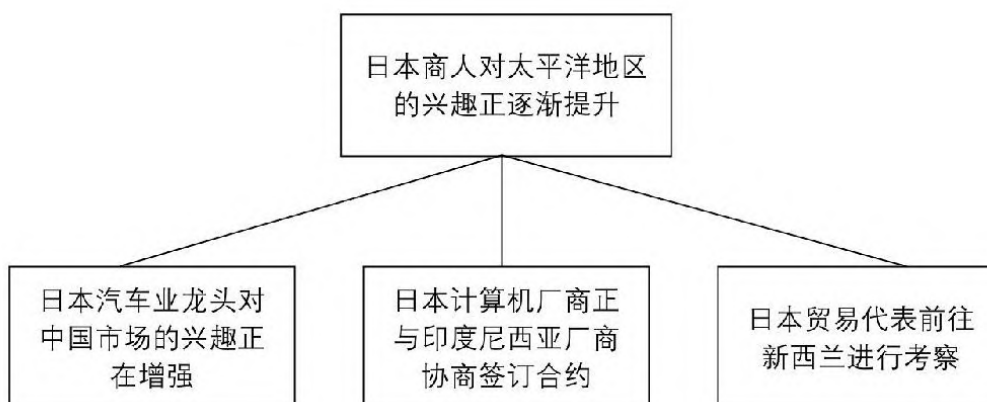 日本商人对太平洋地区
的兴趣正逐渐提升
日本汽车业龙头对
中国市场的兴趣正
在增强
日本计算机厂商正
与印度尼西亚厂商
协商签订合约
日本贸易代表前往
新西兰进行考察